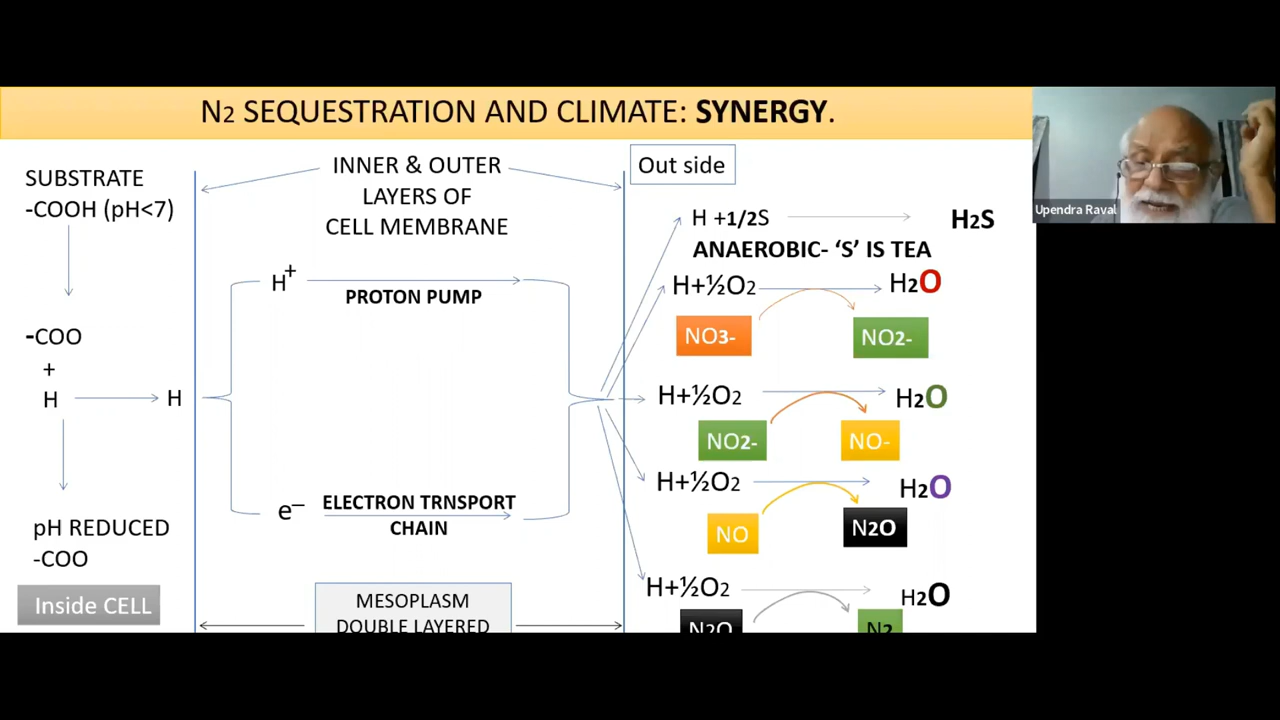 N2 SEQUESTRATION AND CLIMATE: SYNERGY.
SUBSTRATE
-COOH (pH<7)
-COO
+
H
H
pH REDUCED
-COO
Inside CELL
INNER & OUTER
LAYERS OF
CELL MEMBRANE
H+
PROTON PUMP
e–
ELECTRON TRNSPORT
CHAIN
MESOPLASM
DOUBLE LAYERED
Out side
H +1/2S
H2S
ANAEROBIC- ‘S’ IS TEA
H+½O2
H2O
NO3-
NO2-
H+½O2
H2O
NO2-
NO-
H+½O2
H2O
NO
N2O
H+½O2
H2O
N2O
N2
Upendra Raval